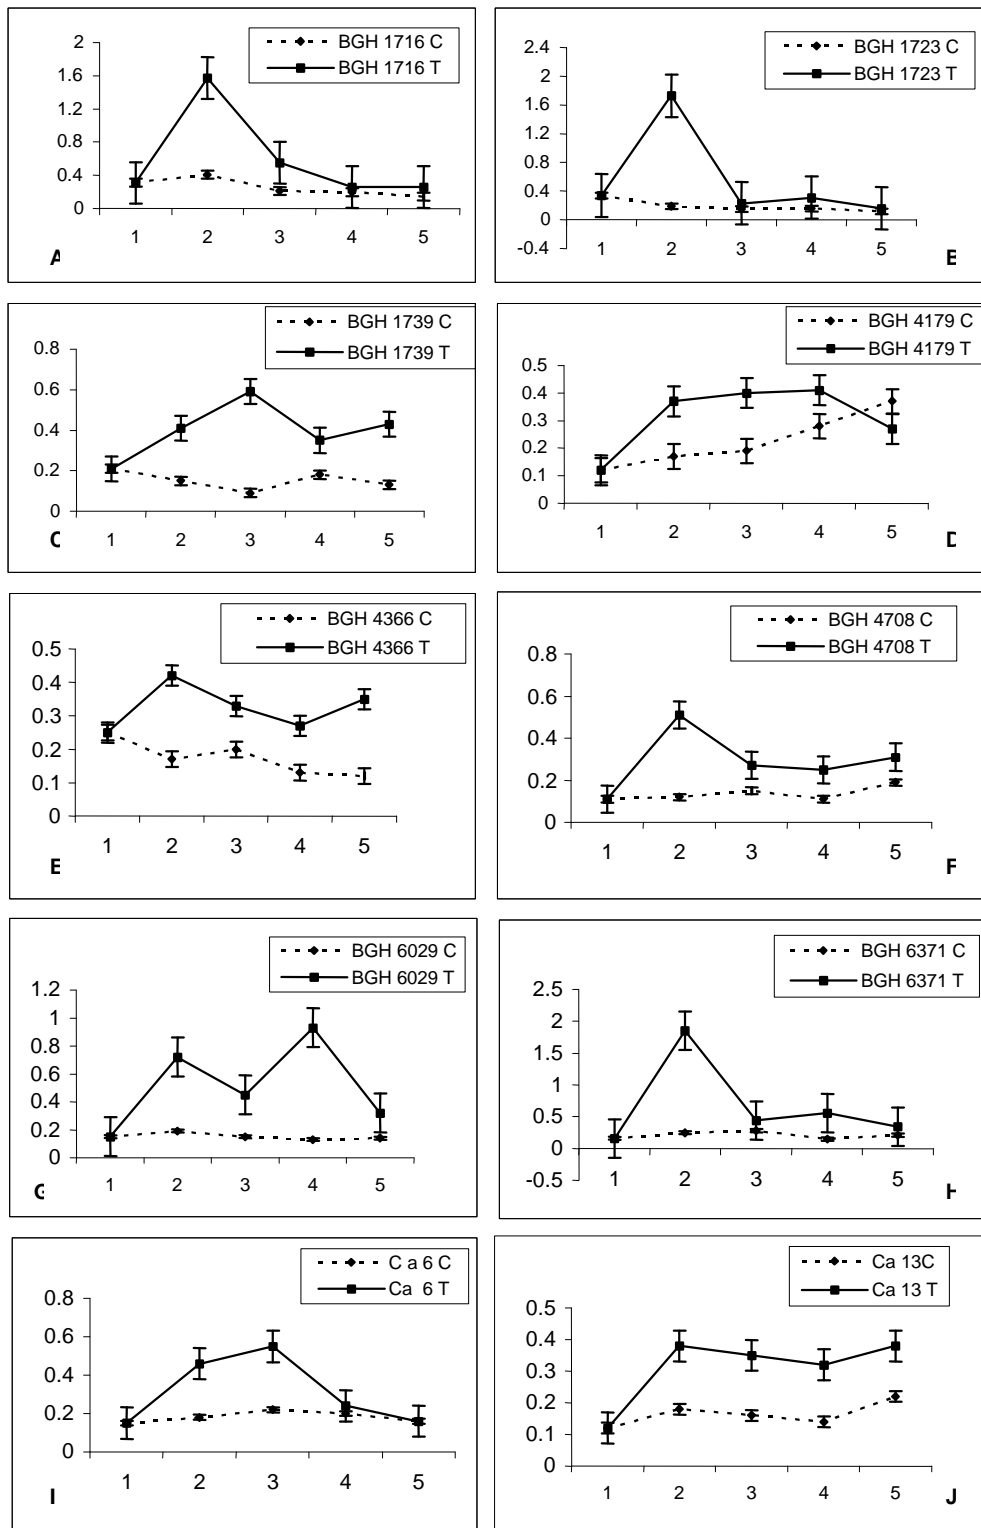 BGH 1716 C
BGH 1716 T
2
1.6
1.2
0.8
0.4
0
1 2 3 4 5
A
BGH 1723 C
BGH 1723 T
2.4
2
1.6
1.2
0.8
0.4
0
-0.4
1 2 3 4 5
B
BGH 1739 C
BGH 1739 T
0.8
0.6
0.4
0.2
0
1 2 3 4 5
C
BGH 4179 C
BGH 4179 T
0.5
0.4
0.3
0.2
0.1
0
1 2 3 4 5
D
BGH 4366 C
BGH 4366 T
0.5
0.4
0.3
0.2
0.1
0
1 2 3 4 5
E
BGH 4708 C
BGH 4708 T
0.8
0.6
0.4
0.2
0
1 2 3 4 5
F
BGH 6029 C
BGH 6029 T
1.2
1
0.8
0.6
0.4
0.2
0
1 2 3 4 5
G
BGH 6371 C
BGH 6371 T
2.5
2
1.5
1
0.5
0
-0.5
1 2 3 4 5
H
C a 6 C
Ca 6 T
0.8
0.6
0.4
0.2
0
1 2 3 4 5
I
Ca 13C
Ca 13 T
0.5
0.4
0.3
0.2
0.1
0
1 2 3 4 5
J